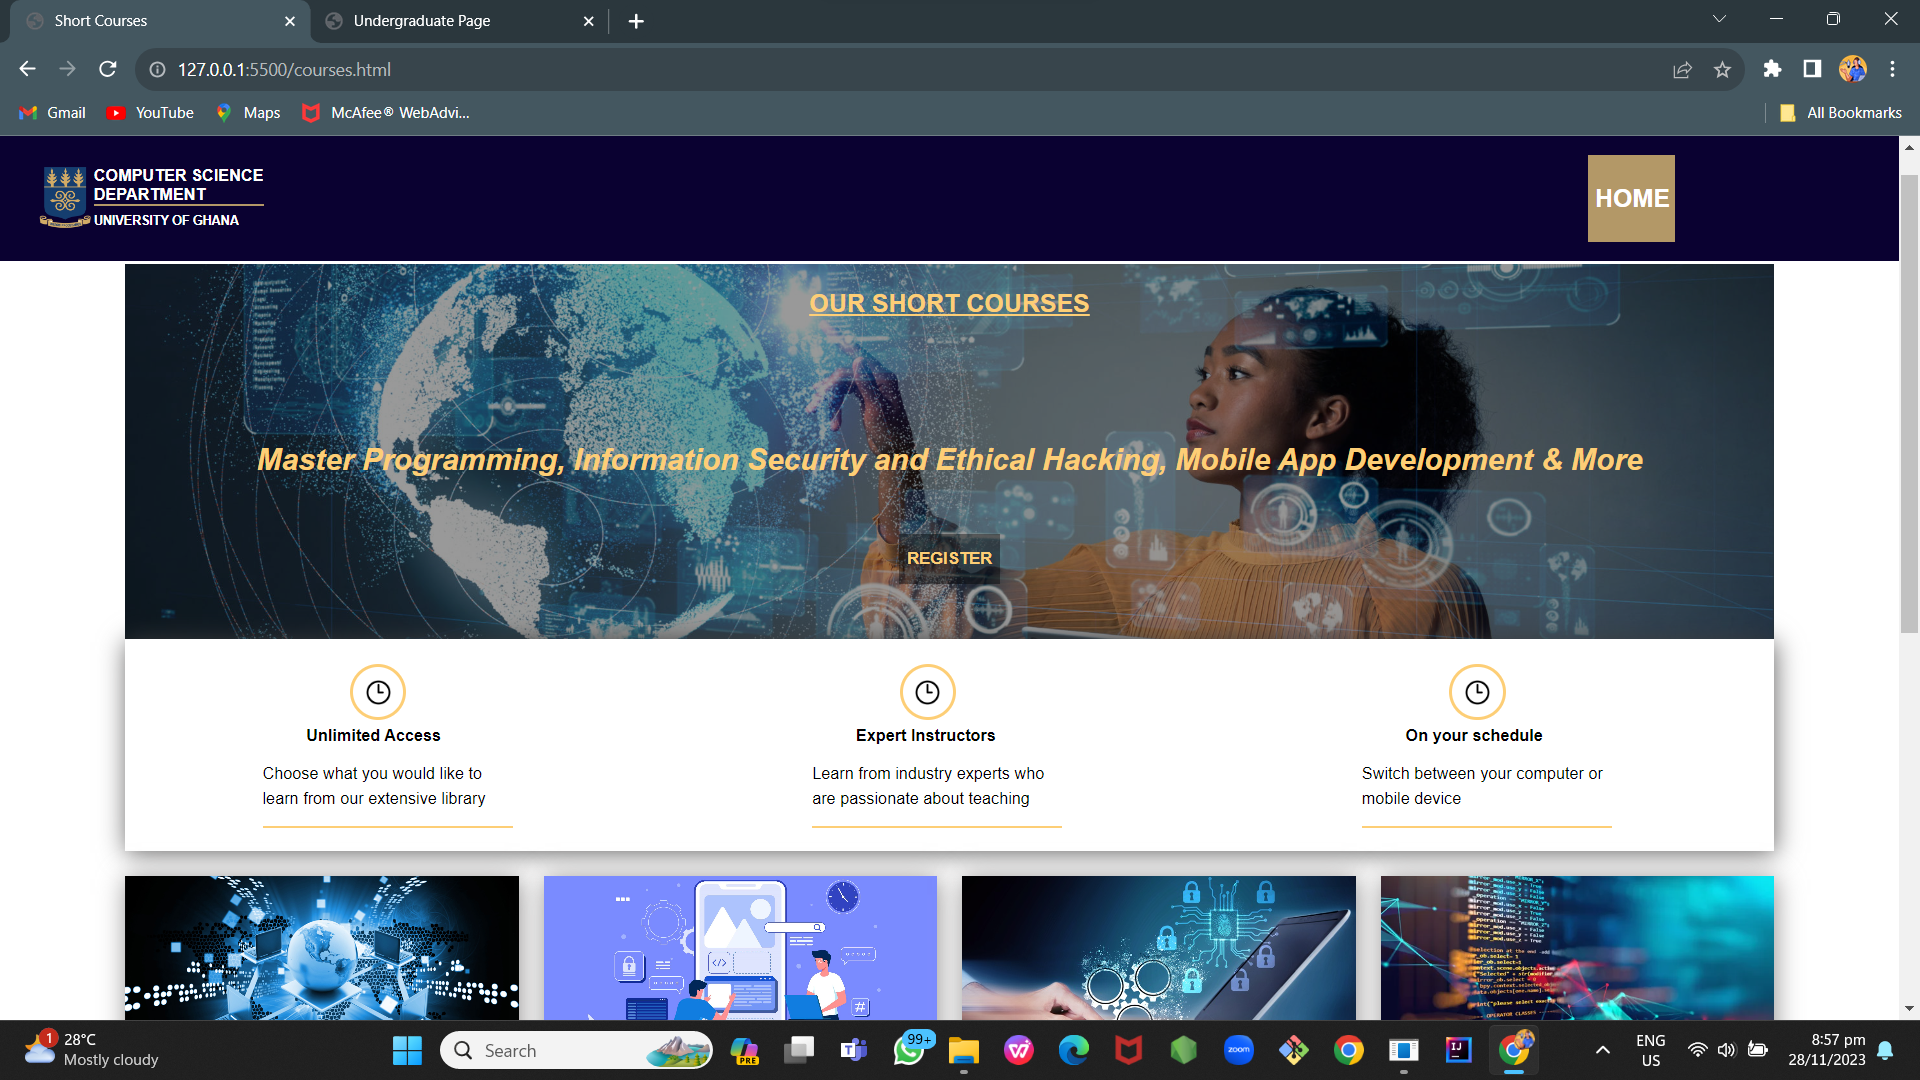 Short Courses
Undergraduate Page
127.0.0.1:5500/courses.html
Gmail
YouTube
Maps
McAfee® WebAdvi...
All Bookmarks
COMPUTER SCIENCE
DEPARTMENT
UNIVERSITY OF GHANA
HOME
OUR SHORT COURSES
Master Programming, Information Security and Ethical Hacking, Mobile App Development & More
REGISTER
Unlimited Access
Choose what you would like to
learn from our extensive library
Expert Instructors
Learn from industry experts who
are passionate about teaching
On your schedule
Switch between your computer or
mobile device
1
28°C
Mostly cloudy
Search
PRE
99+
zoom
IJ
ENG
US
8:57 pm
28/11/2023